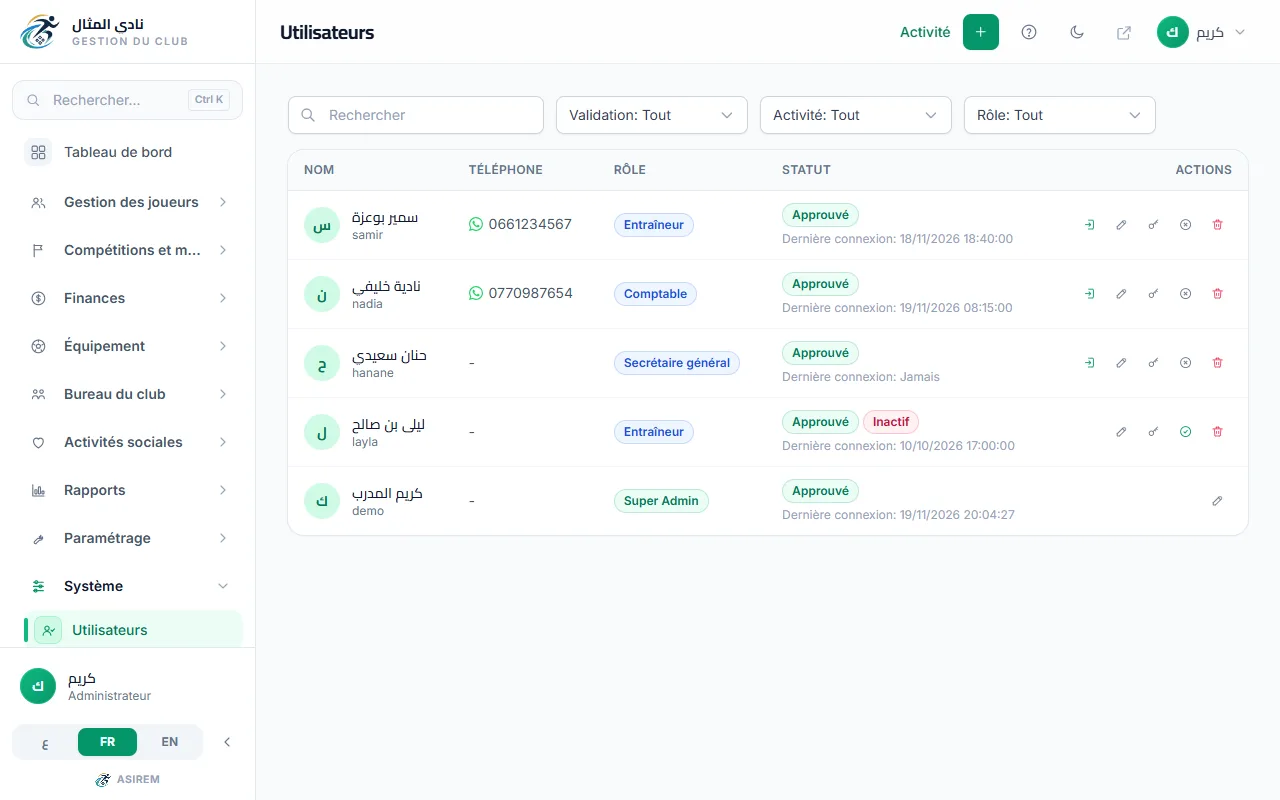 نادي المثال
GESTION DU CLUB
Rechercher...
Ctrl K
Tableau de bord
Gestion des joueurs
Compétitions et m...
Finances
Équipement
Bureau du club
Activités sociales
Rapports
Paramétrage
Système
Utilisateurs
ك
كريم
Administrateur
ع
FR
EN
ASIREM
Utilisateurs
Activité
+
ك
كريم
Rechercher
Validation: Tout
Activité: Tout
Rôle: Tout
NOM TÉLÉPHONE RÔLE STATUT ACTIONS
س
سمير بوعزة
samir
0661234567
Entraîneur
Approuvé
Dernière connexion: 18/11/2026 18:40:00
ن
نادية خليفي
nadia
0770987654
Comptable
Approuvé
Dernière connexion: 19/11/2026 08:15:00
ح
حنان سعيدي
hanane
-
Secrétaire général
Approuvé
Dernière connexion: Jamais
ل
ليلى بن صالح
layla
-
Entraîneur
Approuvé Inactif
Dernière connexion: 10/10/2026 17:00:00
ك
كريم المدرب
demo
-
Super Admin
Approuvé
Dernière connexion: 19/11/2026 20:04:27